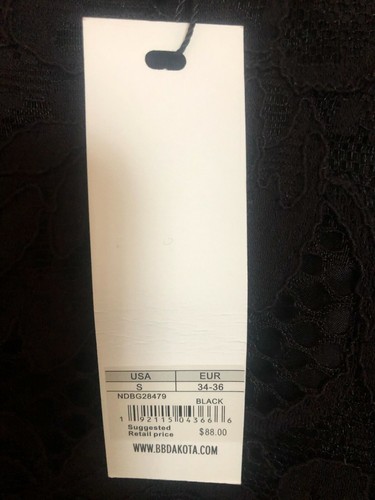 USA EUR
S 34-36
NDBG28479
BLACK
1 92115 04366 6
Suggested
Retail price $88.00
WWW.BBDAKOTA.COM